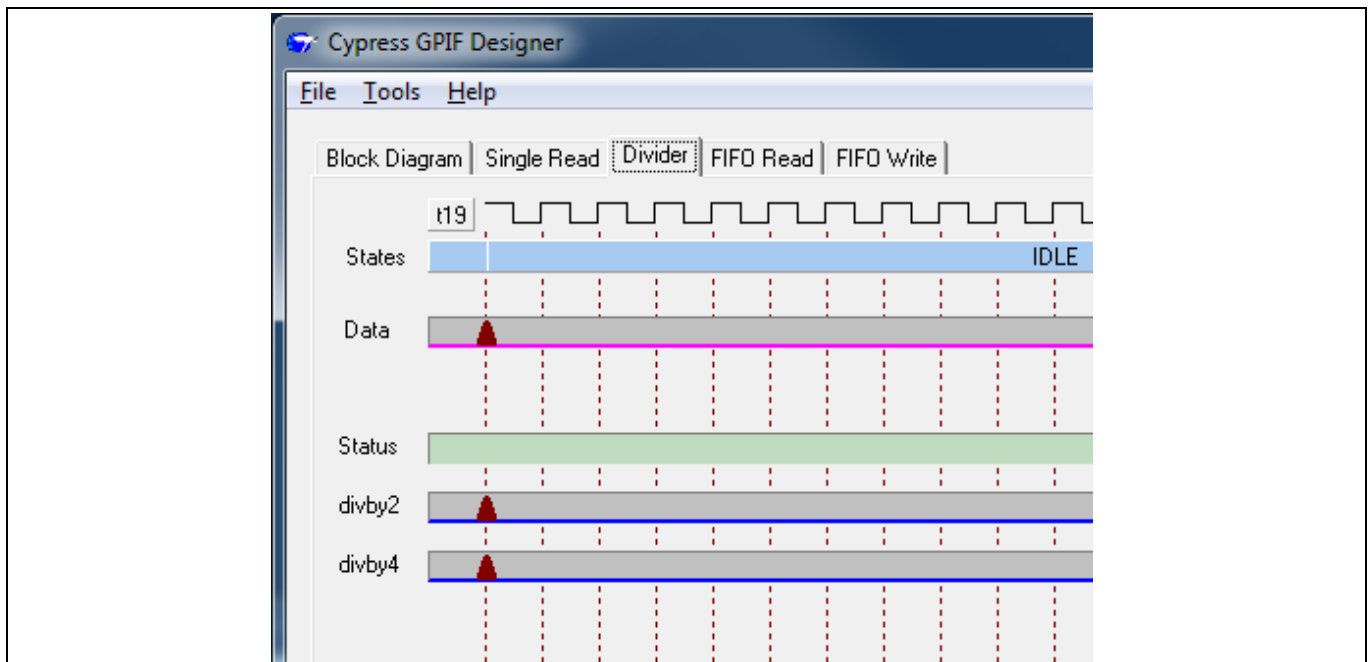 Cypress GPIF Designer
File Tools Help
Block Diagram Single Read Divider FIFO Read FIFO Write
t19
States IDLE
Data
Status
divby2
divby4